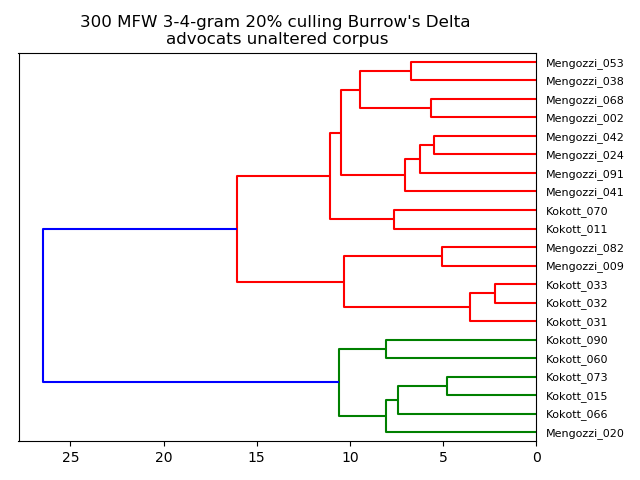 300 MFW 3-4-gram 20% culling Burrow's Delta
advocats unaltered corpus
Mengozzi_053
Mengozzi_038
Mengozzi_068
Mengozzi_002
Mengozzi_042
Mengozzi_024
Mengozzi_091
Mengozzi_041
Kokott_070
Kokott_011
Mengozzi_082
Mengozzi_009
Kokott_033
Kokott_032
Kokott_031
Kokott_090
Kokott_060
Kokott_073
Kokott_015
Kokott_066
Mengozzi_020
25 20 15 10 5 0